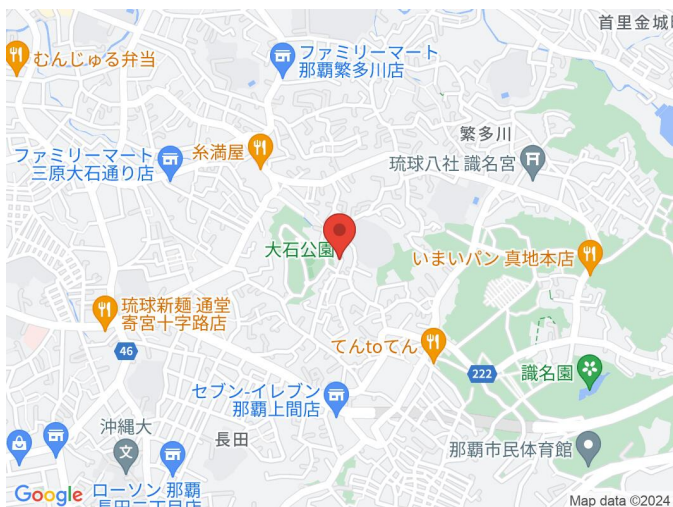 首里金城
むんじゅる弁当
ファミリーマート
那覇繁多川店
繁多川
ファミリーマート
三原大石通り店
糸満屋
琉球八社 識名宮
大石公園
いまいパン 真地本店
琉球新麺 通堂
寄宮十字路店
46
てんtoてん
222
識名園
セブン-イレブン
那覇上間店
沖縄大
文
長田
那覇市民体育館
ローソン 那覇
Google
Map data ©2024